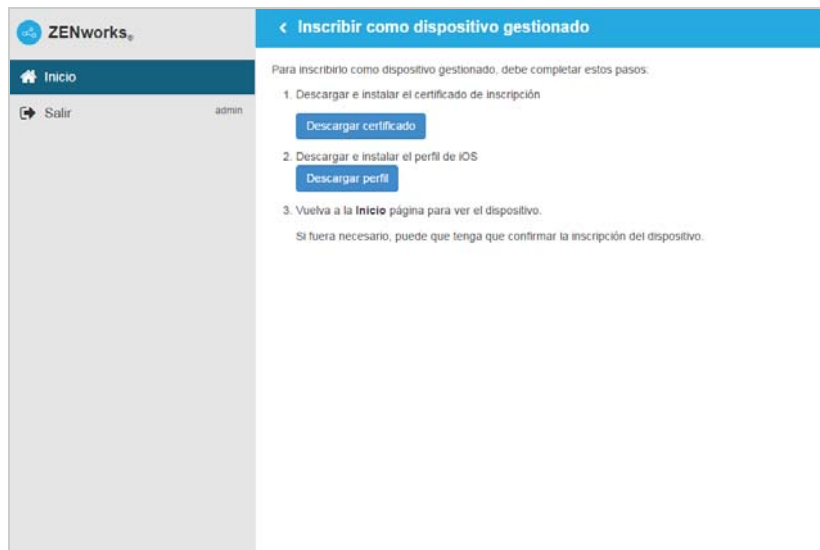 ZENworks®
Inicio
Salir admin
Inscribir como dispositivo gestionado
Para inscribirlo como dispositivo gestionado, debe completar estos pasos:
1. Descargar e instalar el certificado de inscripción
Descargar certificado
2. Descargar e instalar el perfil de iOS
Descargar perfil
3. Vuelva a la Inicio página para ver el dispositivo.
Si fuera necesario, puede que tenga que confirmar la inscripción del dispositivo.